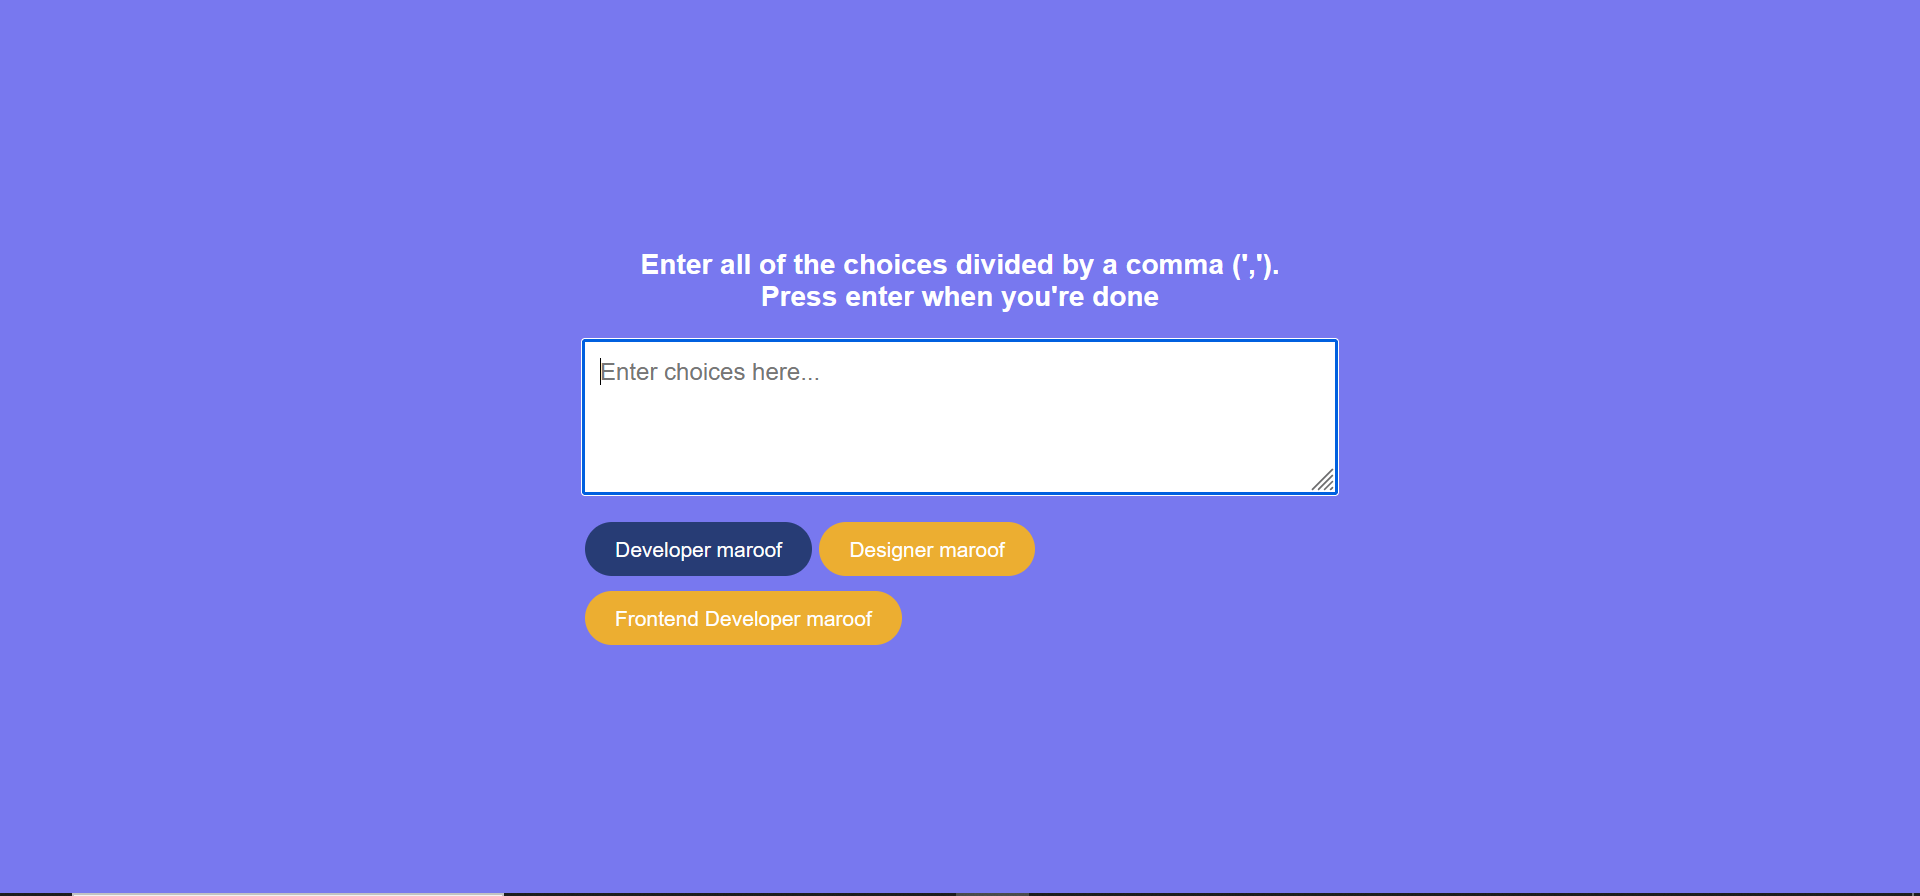 Enter all of the choices divided by a comma (',').
Press enter when you're done
Enter choices here...
Developer maroof
Designer maroof
Frontend Developer maroof